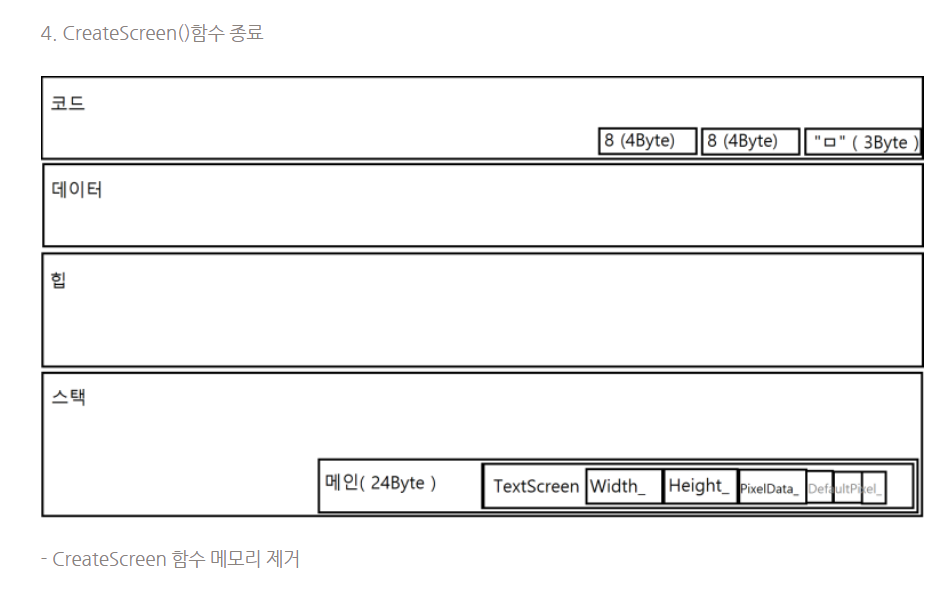 4. CreateScreen()함수 종료
코드
8 (4Byte) 8 (4Byte) "ㅁ" ( 3Byte )
데이터
힙
스택
메인( 24Byte ) TextScreen Width_ Height_ PixelData_ DefaultPixel_
- CreateScreen 함수 메모리 제거